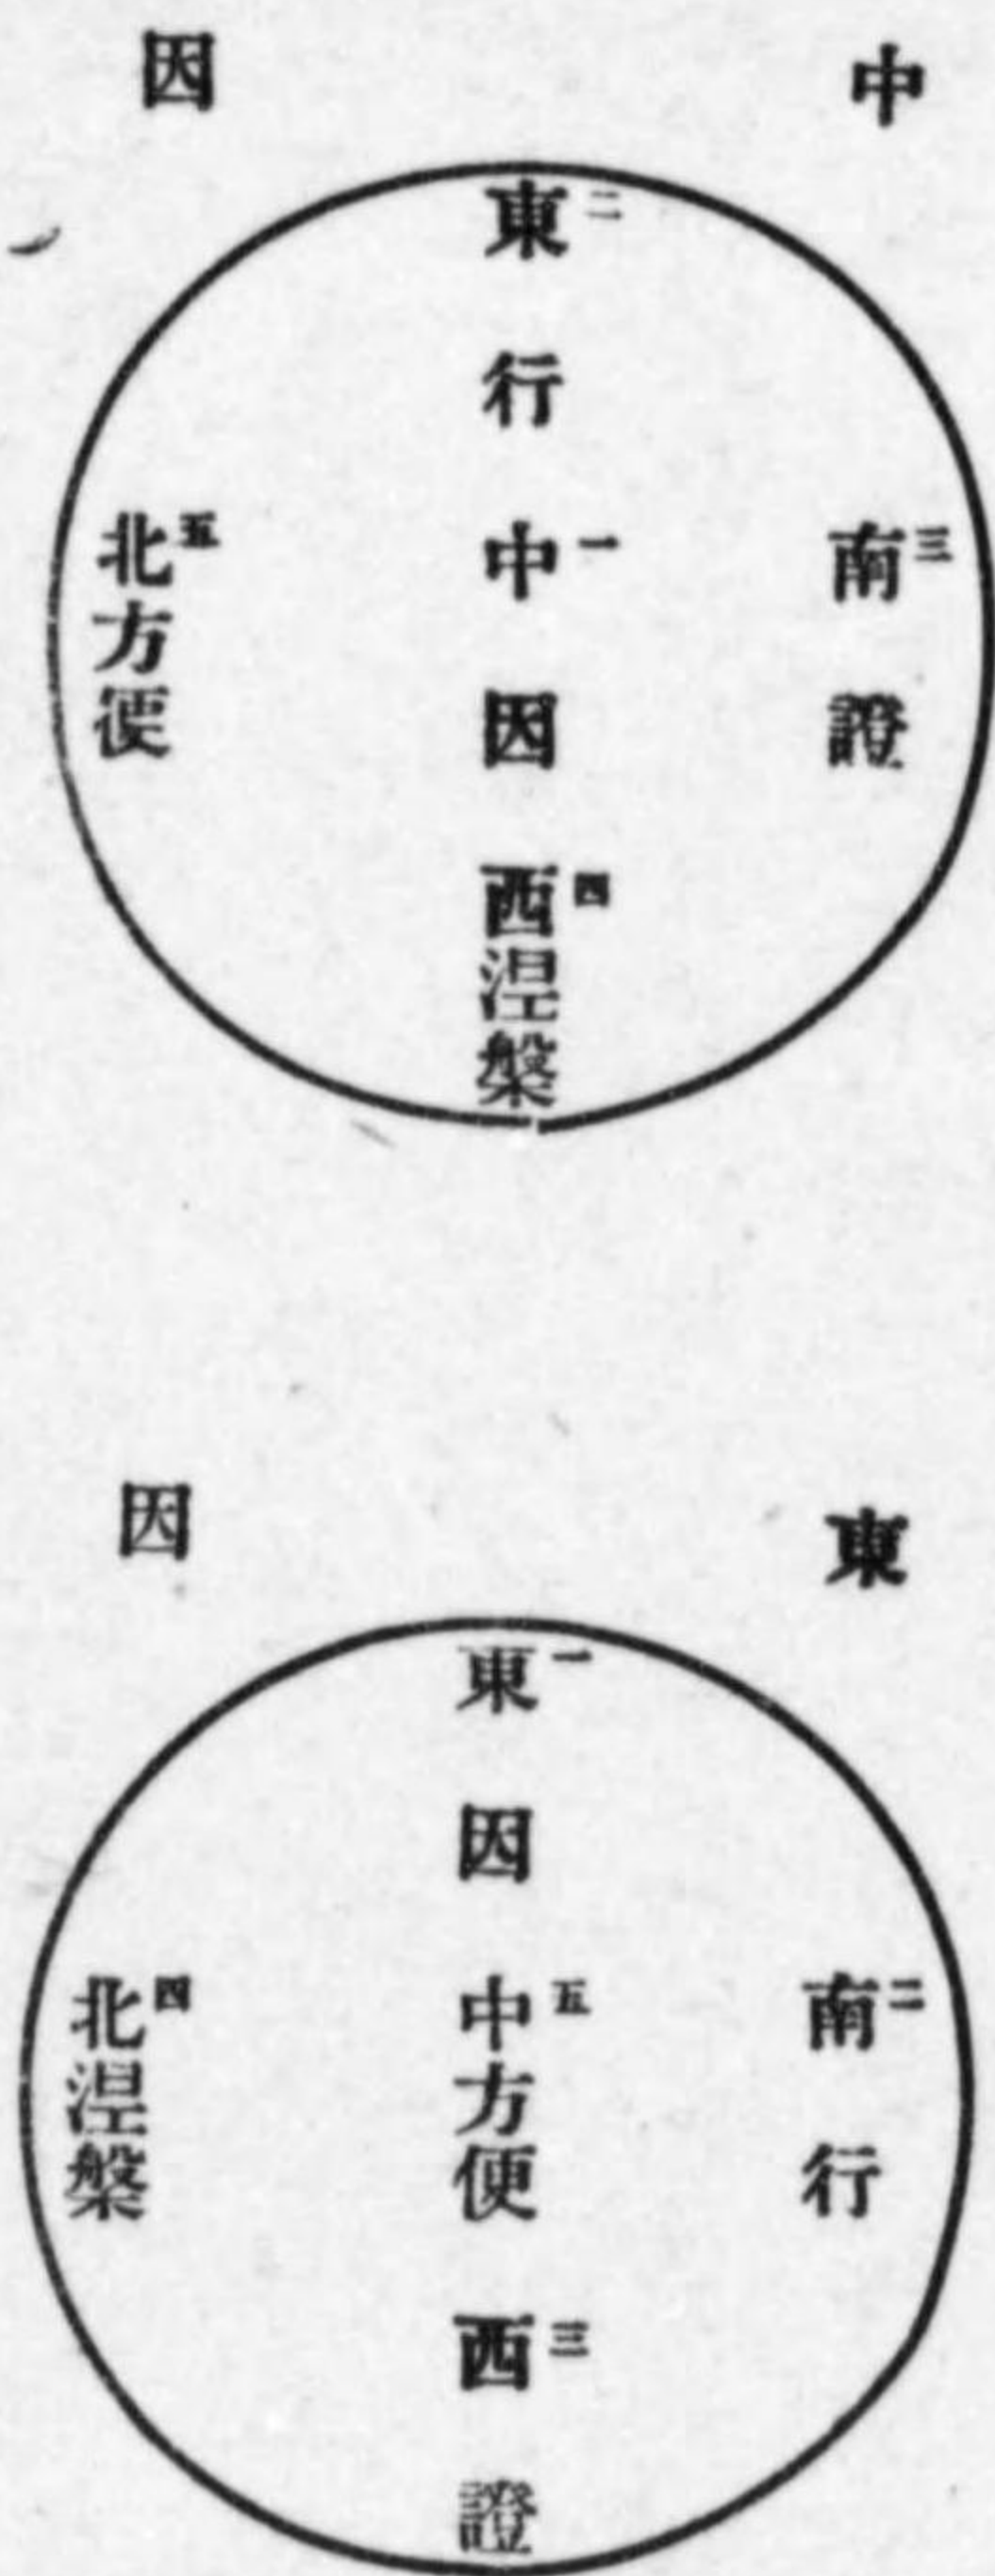 中因
東二行
中一因
西四涅槃
南三證
北五方便
東因
東一因
中五方便
西三證
南二行
北四涅槃